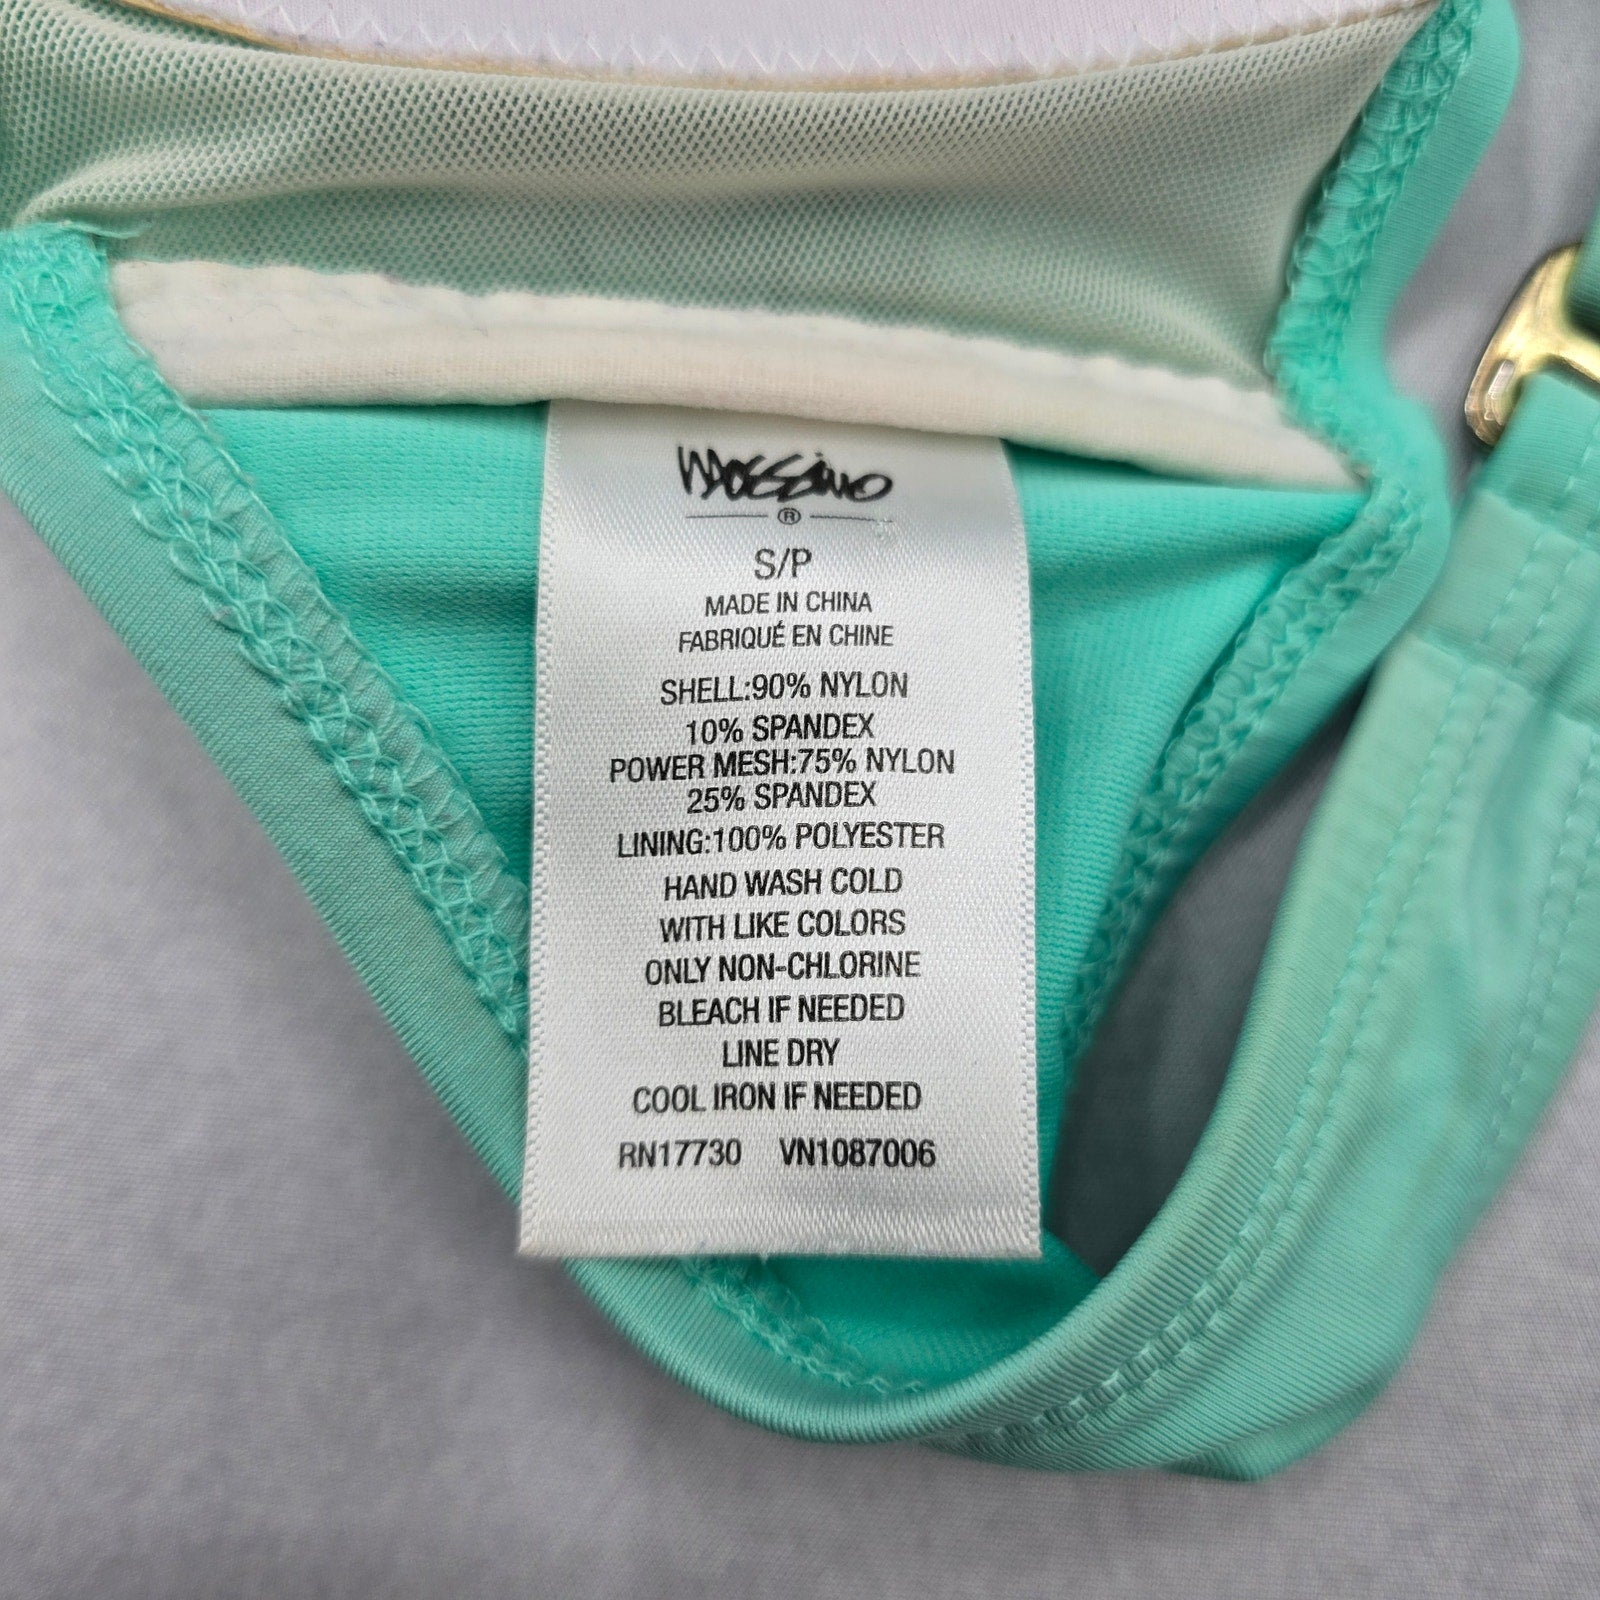 Mossimo
®
S/P
MADE IN CHINA
FABRIQUÉ EN CHINE
SHELL:90% NYLON
10% SPANDEX
POWER MESH:75% NYLON
25% SPANDEX
LINING:100% POLYESTER
HAND WASH COLD
WITH LIKE COLORS
ONLY NON-CHLORINE
BLEACH IF NEEDED
LINE DRY
COOL IRON IF NEEDED
RN17730 VN1087006